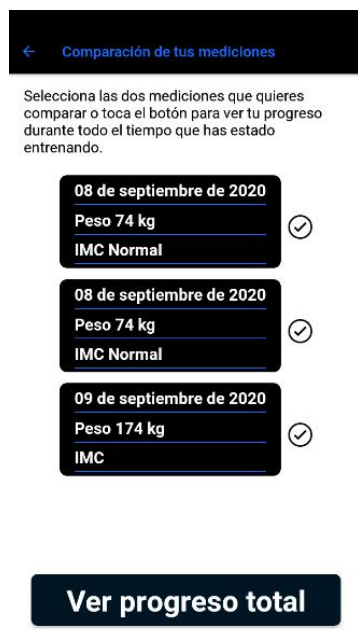 Comparación de tus mediciones
Selecciona las dos mediciones que quieres
comparar o toca el botón para ver tu progreso
durante todo el tiempo que has estado
entrenando.
08 de septiembre de 2020
Peso 74 kg
IMC Normal
08 de septiembre de 2020
Peso 74 kg
IMC Normal
09 de septiembre de 2020
Peso 174 kg
IMC
Ver progreso total